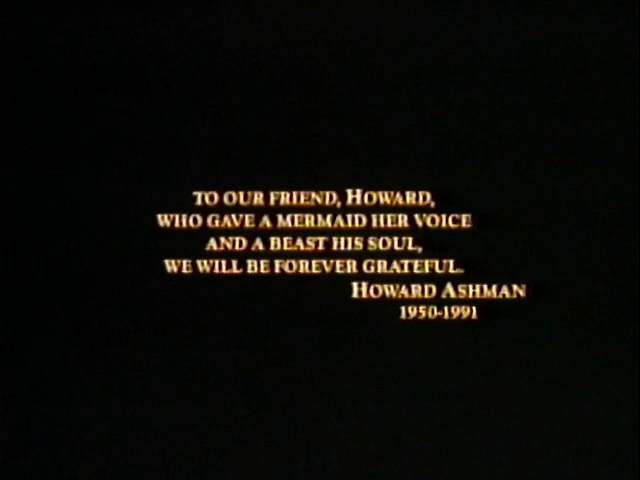 TO OUR FRIEND, HOWARD,
WHO GAVE A MERMAID HER VOICE
AND A BEAST HIS SOUL,
WE WILL BE FOREVER GRATEFUL.
HOWARD ASHMAN
1950-1991